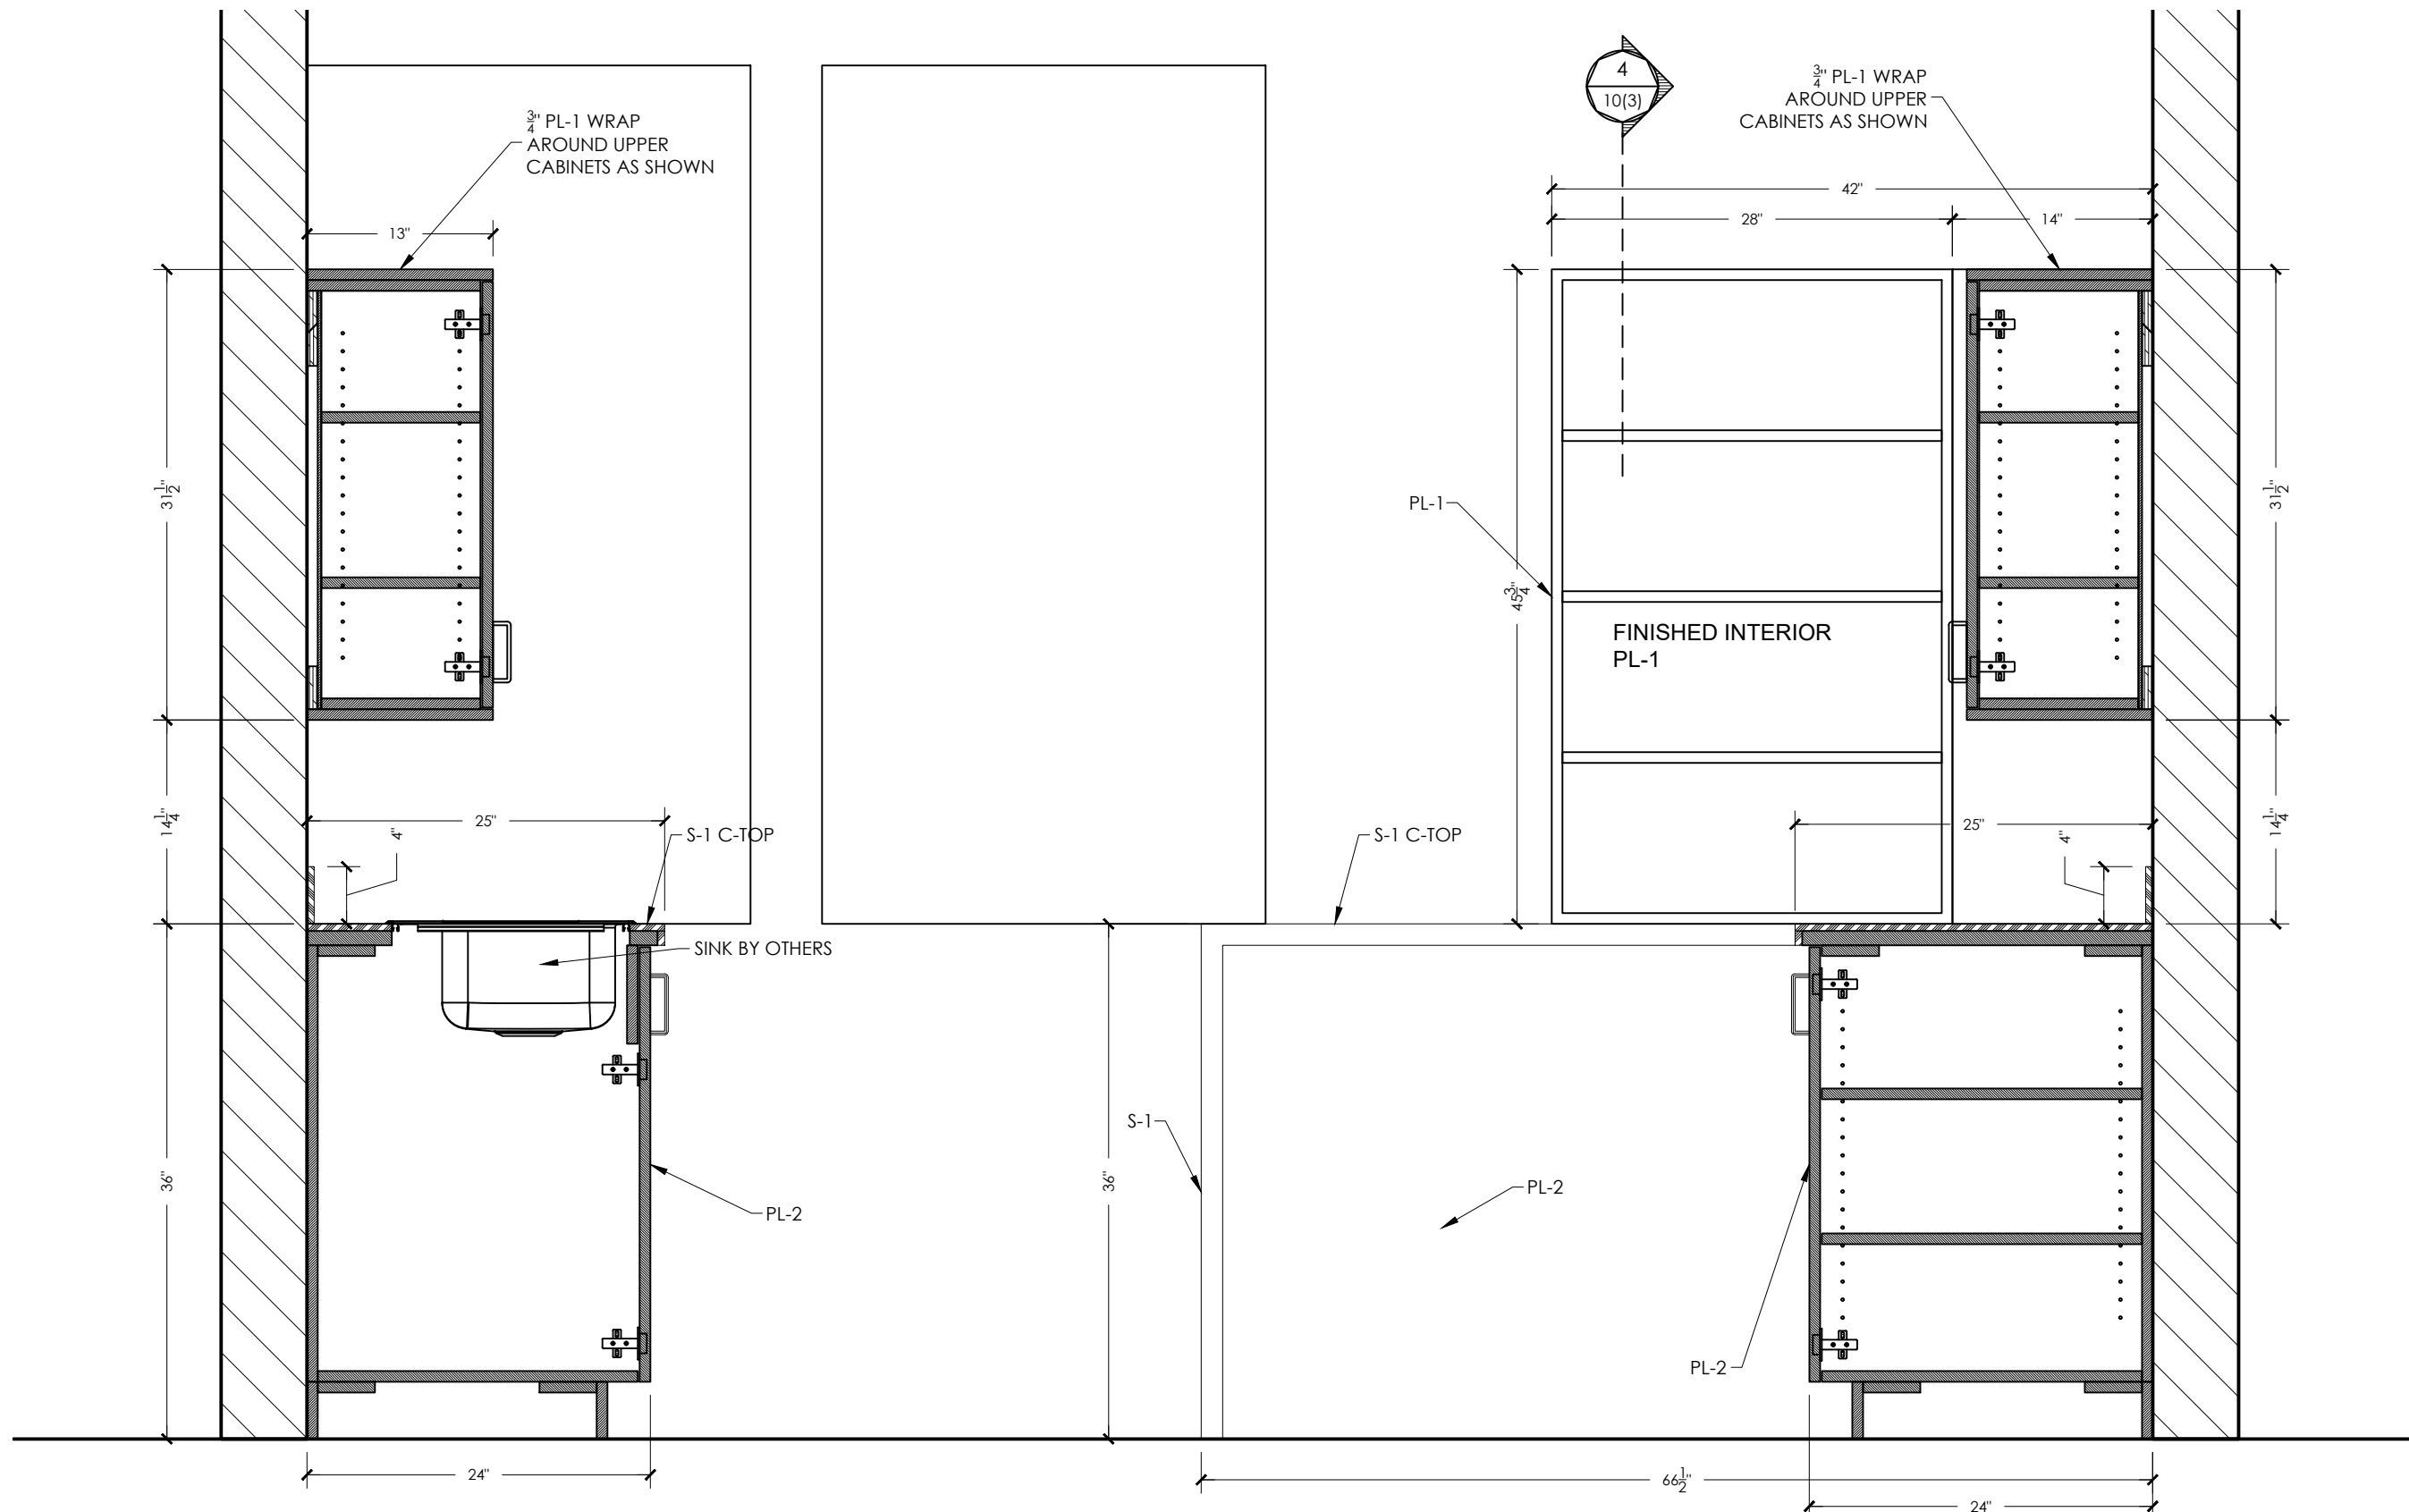 4
10(3)
3/4" PL-1 WRAP
AROUND UPPER
CABINETS AS SHOWN
3/4" PL-1 WRAP
AROUND UPPER
CABINETS AS SHOWN
42"
28"
14"
13"
31 1/2"
PL-1
45 3/4"
31 1/2"
FINISHED INTERIOR
PL-1
14 1/4"
4"
25"
S-1 C-TOP
S-1 C-TOP
25"
4"
14 1/4"
SINK BY OTHERS
36"
PL-2
36"
S-1
PL-2
PL-2
24"
66 1/2"
24"